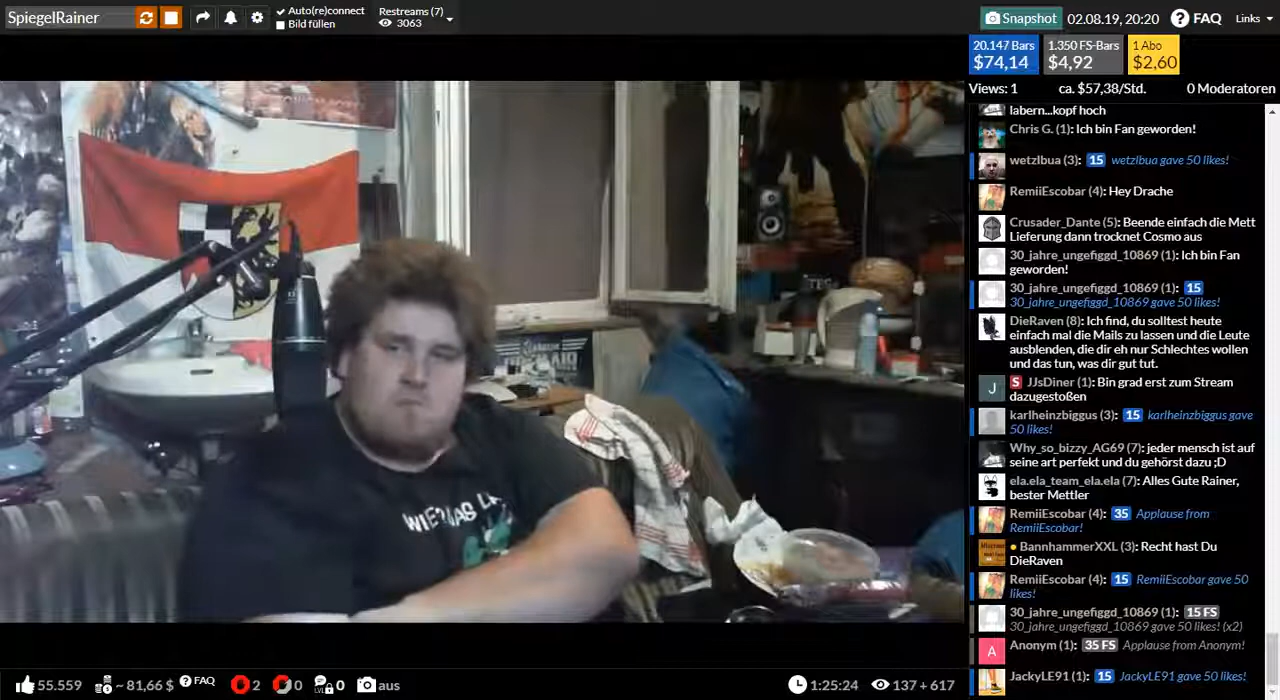 SpiegelRainer
Auto(re)connect
Bild füllen
Restreams (7)
3063
Snapshot
02.08.19, 20:20
FAQ
Links
20.147 Bars
$74,14
1.350 FS-Bars
$4,92
1 Abo
$2,60
Views: 1
ca. $57,38/Std.
0 Moderatoren
labern...kopf hoch
Chris G. (1): Ich bin Fan geworden!
wetzlbua (3): 15 wetzlbua gave 50 likes!
RemiiEscobar (4): Hey Drache
Crusader_Dante (5): Beende einfach die Mett
Lieferung dann trocknet Cosmo aus
30_jahre_ungefiggd_10869 (1): Ich bin Fan
geworden!
30_jahre_ungefiggd_10869 (1): 15
30_jahre_ungefiggd_10869 gave 50 likes!
DieRaven (8): Ich find, du solltest heute
einfach mal die Mails zu lassen und die Leute
ausblenden, die dir eh nur Schlechtes wollen
und das tun, was dir gut tut.
J
S JJsDiner (1): Bin grad erst zum Stream
dazugestoßen
karlheinzbiggus (3): 15 karlheinzbiggus gave
50 likes!
Why_so_bizzy_AG69 (7): jeder mensch ist auf
seine art perfekt und du gehörst dazu ;D
ela.ela_team_ela.ela (7): Alles Gute Rainer,
bester Mettler
RemiiEscobar (4): 35 Applause from
RemiiEscobar!
BannhammerXXL (3): Recht hast Du
DieRaven
RemiiEscobar (4): 15 RemiiEscobar gave 50
likes!
30_jahre_ungefiggd_10869 (1): 15 FS
30_jahre_ungefiggd_10869 gave 50 likes! (x2)
A
Anonym (1): 35 FS Applause from Anonym!
JackyLE91 (1): 15 JackyLE91 gave 50 likes!
55.559
~ 81,66 $
FAQ
2
0
LVL
0
aus
1:25:24
137 + 617